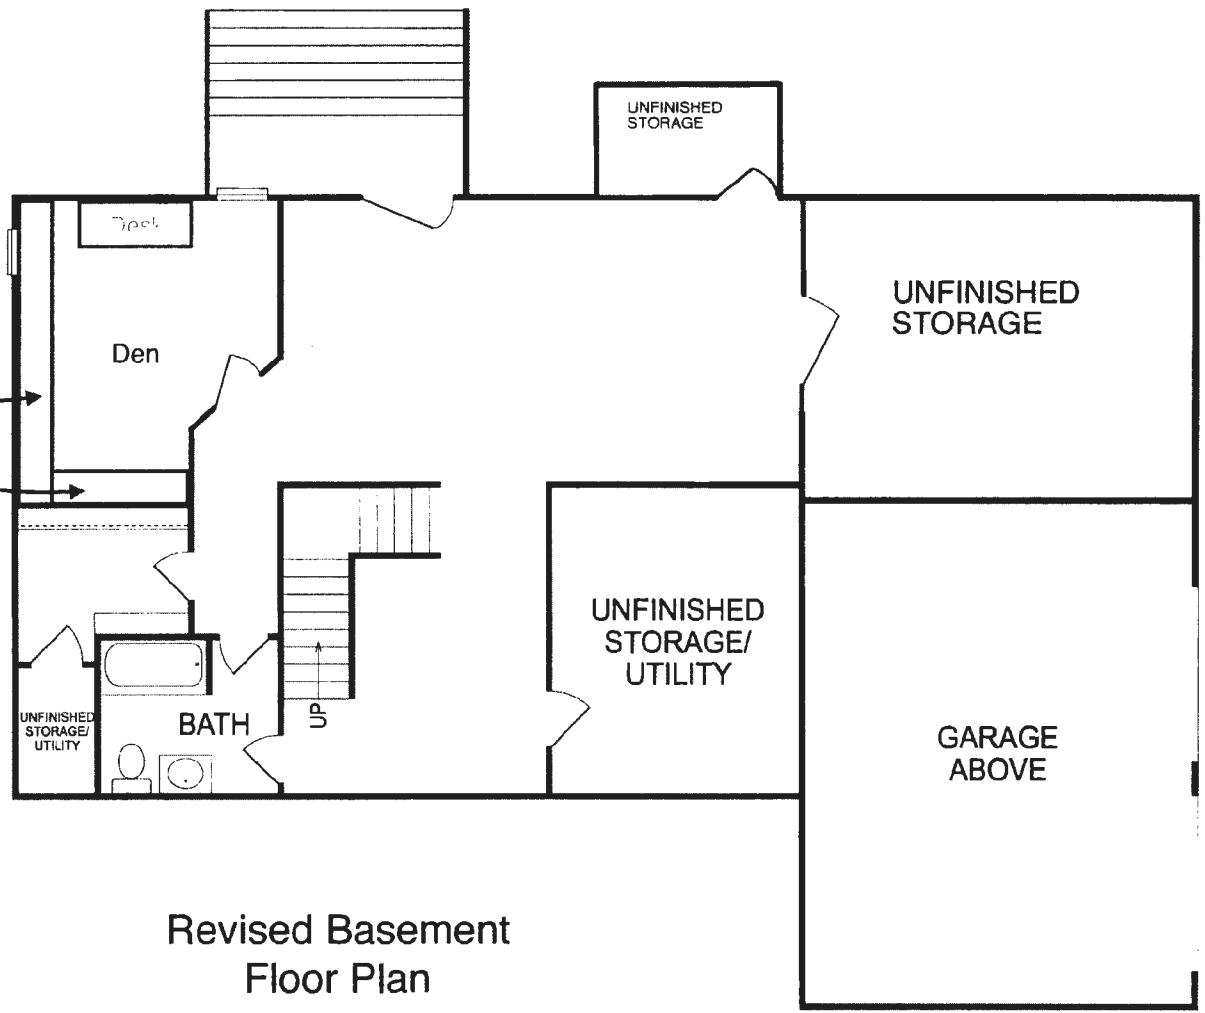 UNFINISHED
STORAGE
Desk
UNFINISHED
STORAGE
Den
UNFINISHED
STORAGE/
UTILITY
UP
BATH
UNFINISHED
STORAGE/
UTILITY
GARAGE
ABOVE
Revised Basement
Floor Plan